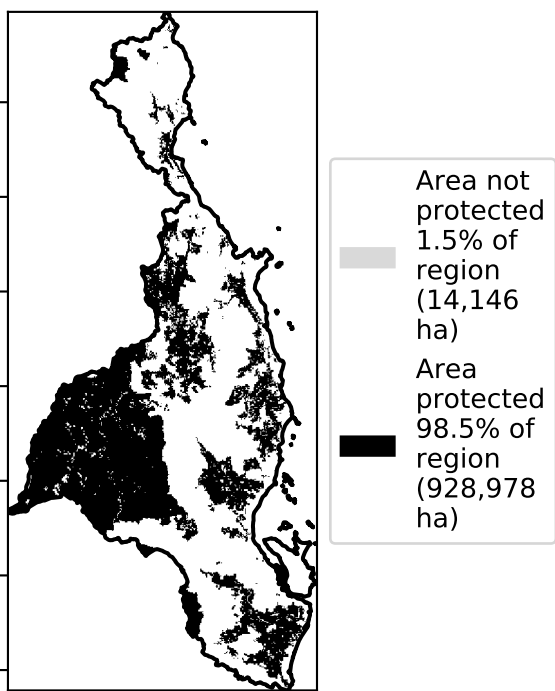 Area not
protected
1.5% of
region
(14,146
ha)
Area
protected
98.5% of
region
(928,978
ha)